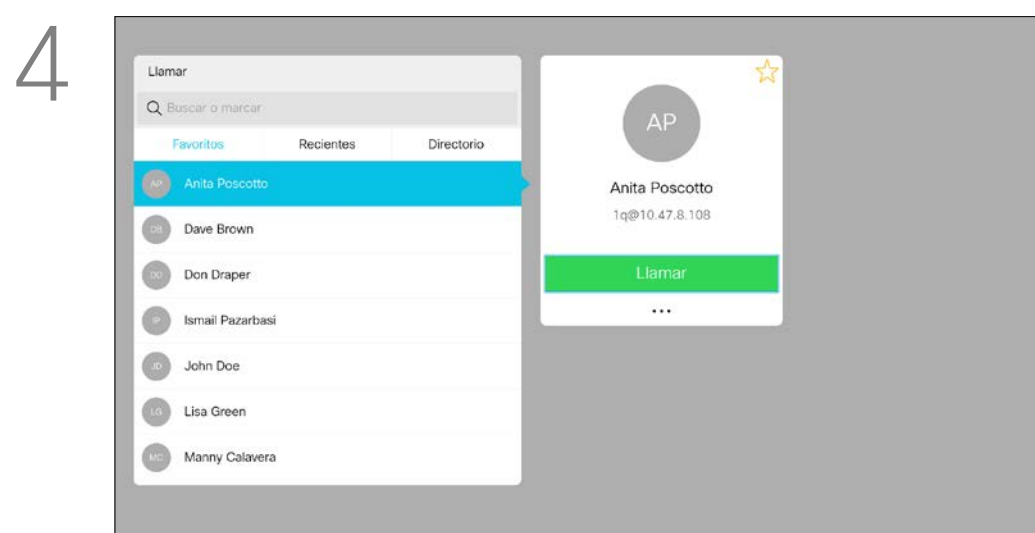 4
Llamar
Buscar o marcar
Favoritos Recientes Directorio
AP Anita Poscotto
DB Dave Brown
DD Don Draper
IP Ismail Pazarbasi
JD John Doe
LG Lisa Green
MC Manny Calavera
AP
Anita Poscotto
1q@10.47.8.108
Llamar
...